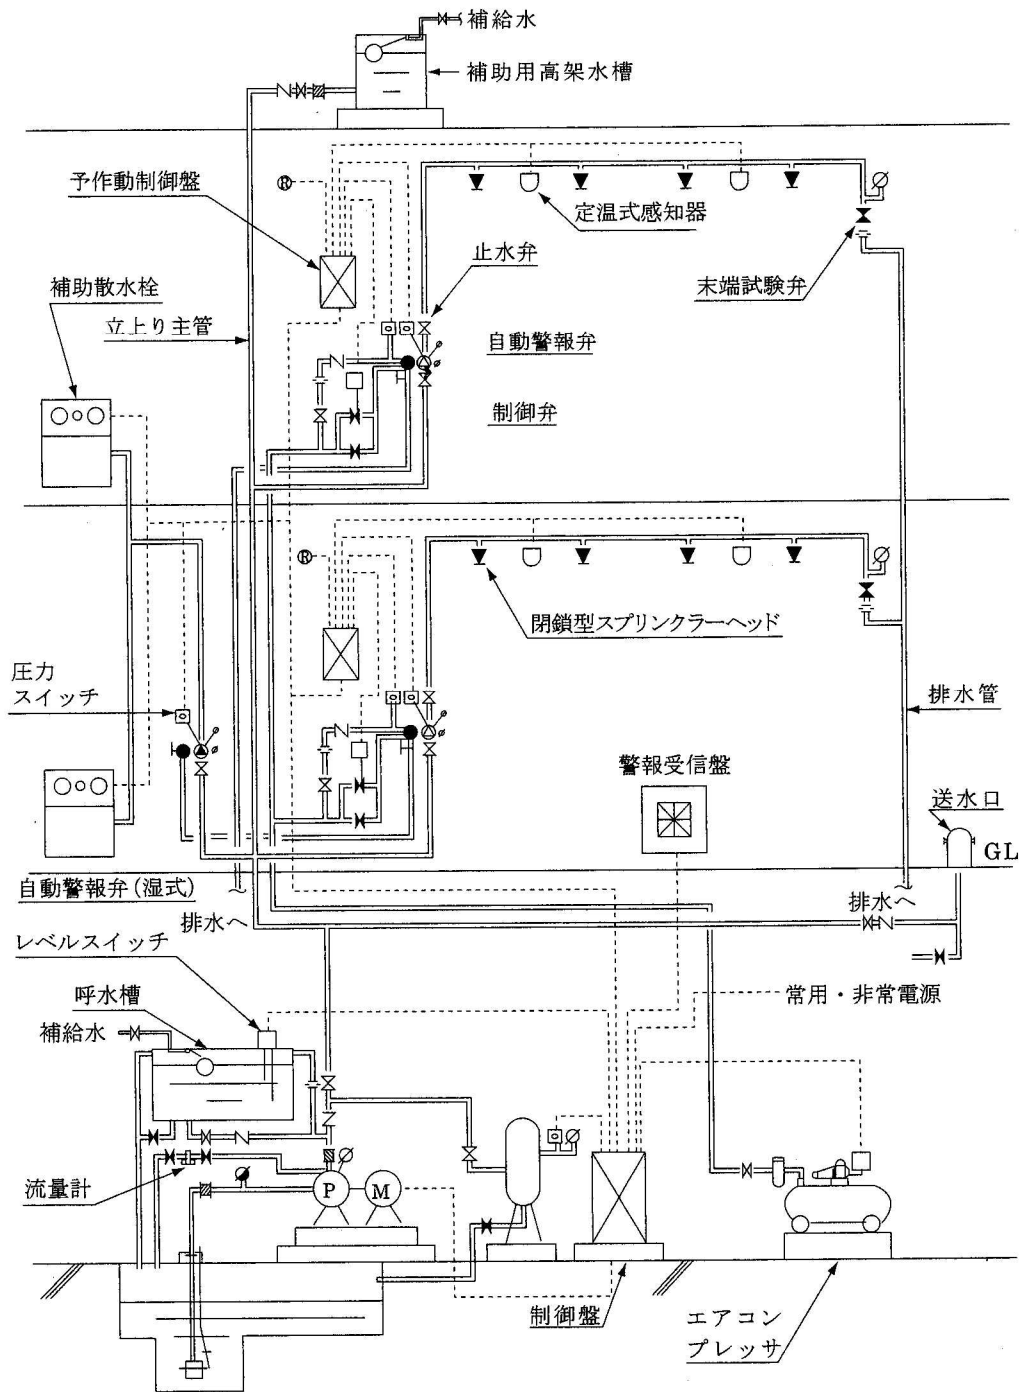 補給水
補助用高架水槽
予作動制御盤
R
定温式感知器
止水弁
末端試験弁
補助散水栓
立上り主管
自動警報弁
制御弁
R
閉鎖型スプリンクラーヘッド
圧力
スイッチ
排水管
警報受信盤
送水口
GL
自動警報弁(湿式)
排水へ
排水へ
レベルスイッチ
呼水槽
常用・非常電源
補給水
流量計
P
M
制御盤
エアコン
プレッサ